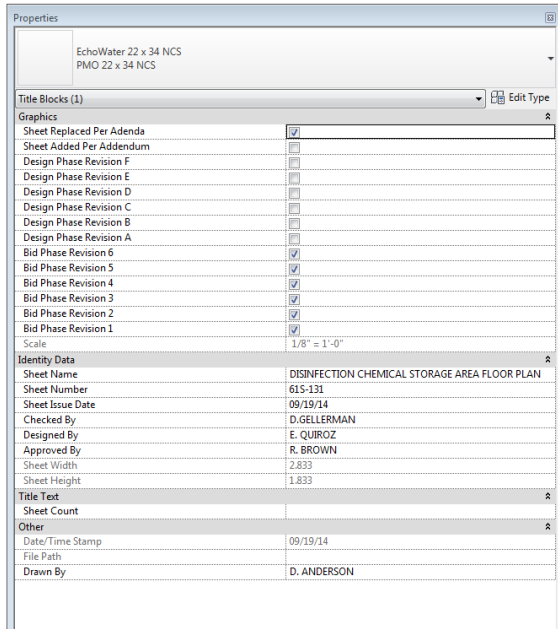 Properties
EchoWater 22 x 34 NCS
PMO 22 x 34 NCS
Title Blocks (1) Edit Type
Graphics
Sheet Replaced Per Adenda
Sheet Added Per Addendum
Design Phase Revision F
Design Phase Revision E
Design Phase Revision D
Design Phase Revision C
Design Phase Revision B
Design Phase Revision A
Bid Phase Revision 6
Bid Phase Revision 5
Bid Phase Revision 4
Bid Phase Revision 3
Bid Phase Revision 2
Bid Phase Revision 1
Scale 1/8" = 1'-0"
Identity Data
Sheet Name DISINFECTION CHEMICAL STORAGE AREA FLOOR PLAN
Sheet Number 61S-131
Sheet Issue Date 09/19/14
Checked By D.GELLERMAN
Designed By E. QUIROZ
Approved By R. BROWN
Sheet Width 2.833
Sheet Height 1.833
Title Text
Sheet Count
Other
Date/Time Stamp 09/19/14
File Path
Drawn By D. ANDERSON